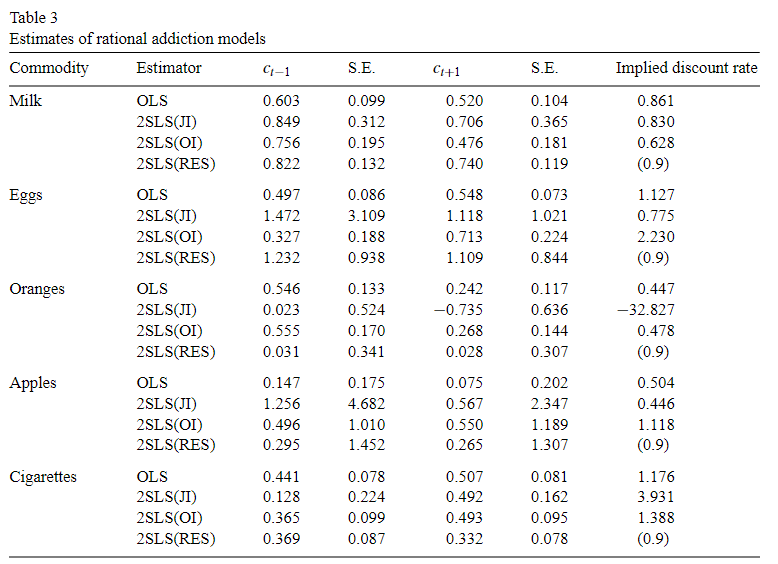 Table 3
Estimates of rational addiction models
Commodity Estimator ct−1 S.E. ct+1 S.E. Implied discount rate
Milk OLS 0.603 0.099 0.520 0.104 0.861
2SLS(JI) 0.849 0.312 0.706 0.365 0.830
2SLS(OI) 0.756 0.195 0.476 0.181 0.628
2SLS(RES) 0.822 0.132 0.740 0.119 (0.9)
Eggs OLS 0.497 0.086 0.548 0.073 1.127
2SLS(JI) 1.472 3.109 1.118 1.021 0.775
2SLS(OI) 0.327 0.188 0.713 0.224 2.230
2SLS(RES) 1.232 0.938 1.109 0.844 (0.9)
Oranges OLS 0.546 0.133 0.242 0.117 0.447
2SLS(JI) 0.023 0.524 −0.735 0.636 −32.827
2SLS(OI) 0.555 0.170 0.268 0.144 0.478
2SLS(RES) 0.031 0.341 0.028 0.307 (0.9)
Apples OLS 0.147 0.175 0.075 0.202 0.504
2SLS(JI) 1.256 4.682 0.567 2.347 0.446
2SLS(OI) 0.496 1.010 0.550 1.189 1.118
2SLS(RES) 0.295 1.452 0.265 1.307 (0.9)
Cigarettes OLS 0.441 0.078 0.507 0.081 1.176
2SLS(JI) 0.128 0.224 0.492 0.162 3.931
2SLS(OI) 0.365 0.099 0.493 0.095 1.388
2SLS(RES) 0.369 0.087 0.332 0.078 (0.9)